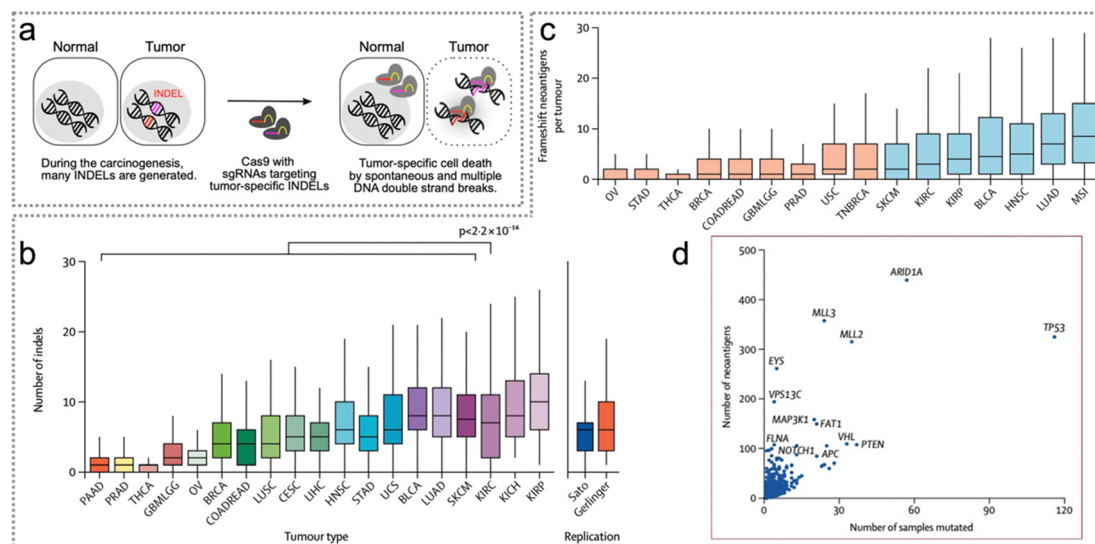 a
Normal
Tumor
INDEL
During the carcinogenesis,
many INDELs are generated.
Cas9 with
sgRNAs targeting
tumor-specific INDELs
Normal
Tumor
Tumor-specific cell death
by spontaneous and multiple
DNA double strand breaks.
b
p<2·2×10⁻¹⁶
Number of indels
30
20
10
0
PAAD
PRAD
THCA
GBMLGG
OV
BRCA
COADREAD
LUSC
CESC
LIHC
HNSC
STAD
UCS
BLCA
LUAD
SKCM
KIRC
KICH
KIRP
Sato
Gerlinger
Tumour type
Replication
c
Frameshift neoantigens
per tumour
30
20
10
0
OV
STAD
THCA
BRCA
COADREAD
GBMLGG
PRAD
USC
TNBRCA
SKCM
KIRC
KIRP
BLCA
HNSC
LUAD
MSI
d
Number of neoantigens
500
400
300
200
100
0
ARID1A
MLL3
MLL2
TP53
EYS
VPS13C
MAP3K1
FAT1
FLNA
VHL
PTEN
NOTCH1
APC
0
30
60
90
120
Number of samples mutated